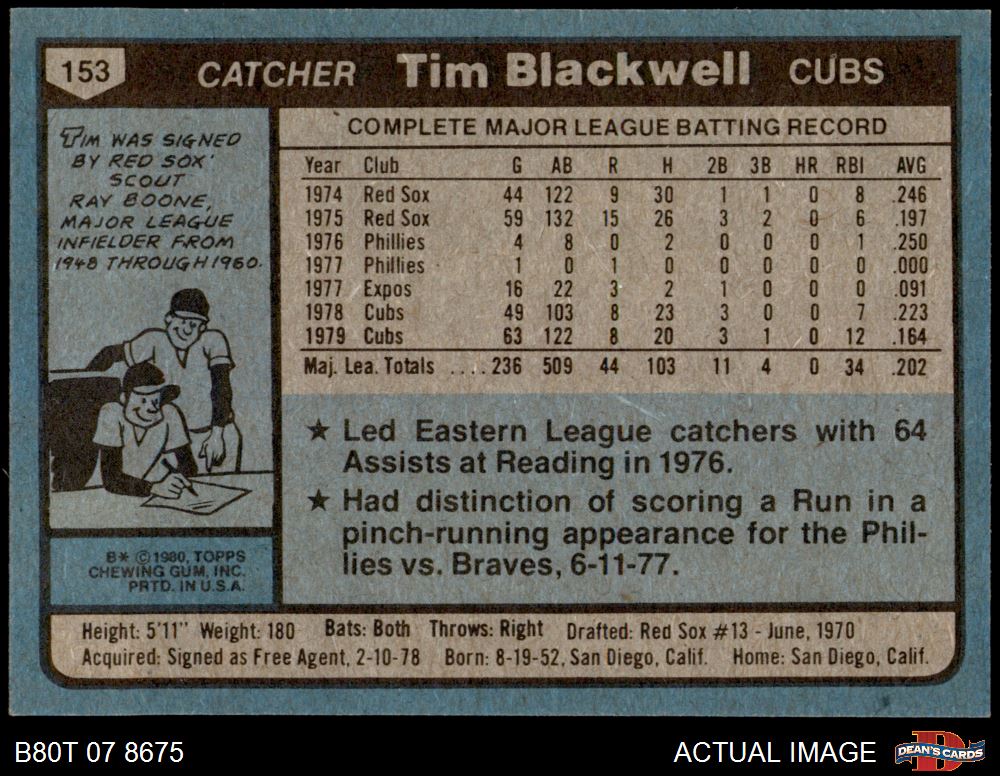 153 CATCHER Tim Blackwell CUBS
TIM WAS SIGNED
BY RED SOX'
SCOUT
RAY BOONE,
MAJOR LEAGUE
INFIELDER FROM
1948 THROUGH 1960.
COMPLETE MAJOR LEAGUE BATTING RECORD
Year Club G AB R H 2B 3B HR RBI AVG
1974 Red Sox 44 122 9 30 1 1 0 8 .246
1975 Red Sox 59 132 15 26 3 2 0 6 .197
1976 Phillies 4 8 0 2 0 0 0 1 .250
1977 Phillies 1 0 1 0 0 0 0 0 .000
1977 Expos 16 22 3 2 1 0 0 0 .091
1978 Cubs 49 103 8 23 3 0 0 7 .223
1979 Cubs 63 122 8 20 3 1 0 12 .164
Maj. Lea. Totals .... 236 509 44 103 11 4 0 34 .202
★ Led Eastern League catchers with 64
Assists at Reading in 1976.
★ Had distinction of scoring a Run in a
pinch-running appearance for the Phil-
lies vs. Braves, 6-11-77.
B* © 1980, TOPPS
CHEWING GUM, INC.
PRTD. IN U.S.A.
Height: 5'11" Weight: 180 Bats: Both Throws: Right Drafted: Red Sox #13 - June, 1970
Acquired: Signed as Free Agent, 2-10-78 Born: 8-19-52, San Diego, Calif. Home: San Diego, Calif.
B80T 07 8675 ACTUAL IMAGE DEAN'S CARDS